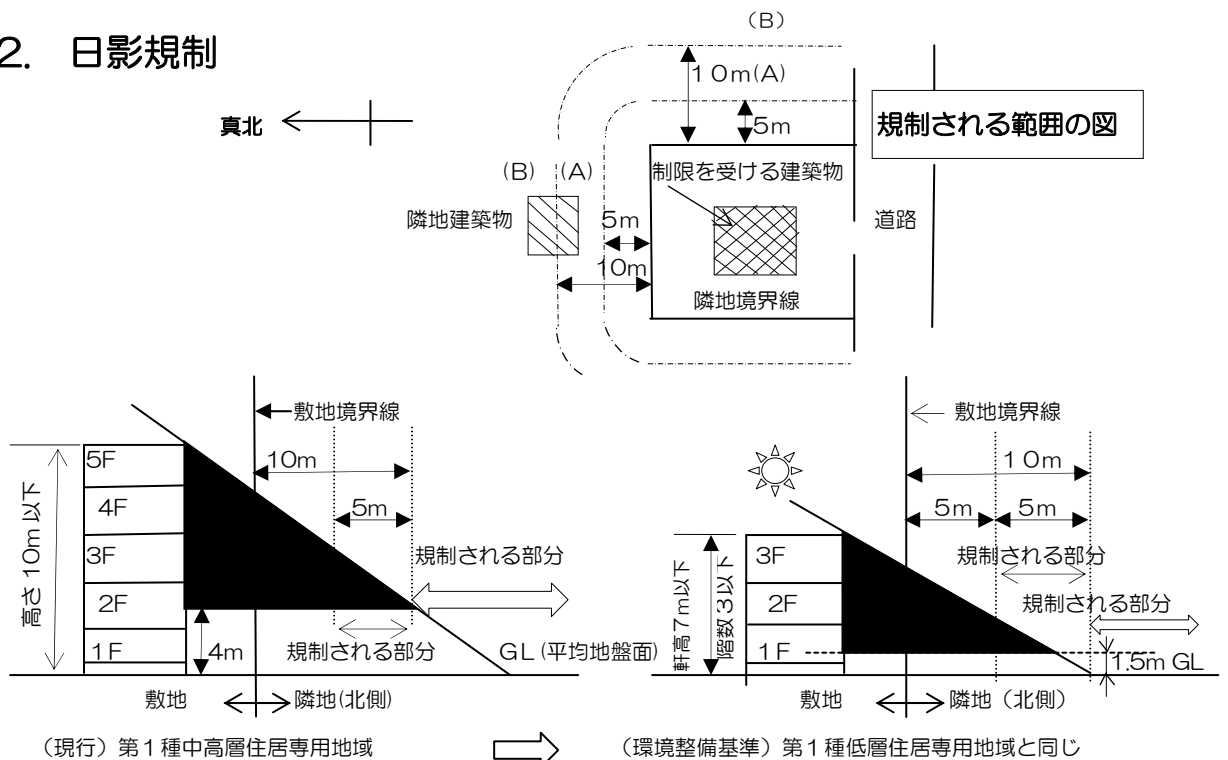 2. 日影規制
(B)
10m(A)
5m
規制される範囲の図
真北
(B) (A)
制限を受ける建築物
隣地建築物
5m
道路
10m
隣地境界線
敷地境界線
10m
5F
4F
5m
3F
規制される部分
2F
高さ10m以下
1F
4m
規制される部分
GL(平均地盤面)
敷地
隣地(北側)
(現行)第1種中高層住居専用地域
敷地境界線
10m
5m
5m
3F
規制される部分
2F
規制される部分
軒高7m以下
階数3以下
1F
1.5m GL
敷地
隣地(北側)
(環境整備基準)第1種低層住居専用地域と同じ